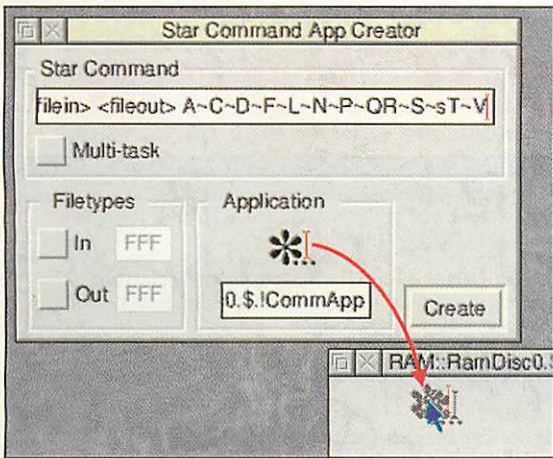 Star Command App Creator
Star Command
filein> <fileout> A~C~D~F~L~N~P~QR~S~sT~V
Multi-task
Filetypes
Application
In FFF
Out FFF
0.$.!CommApp
Create
RAM::RamDisc0.$